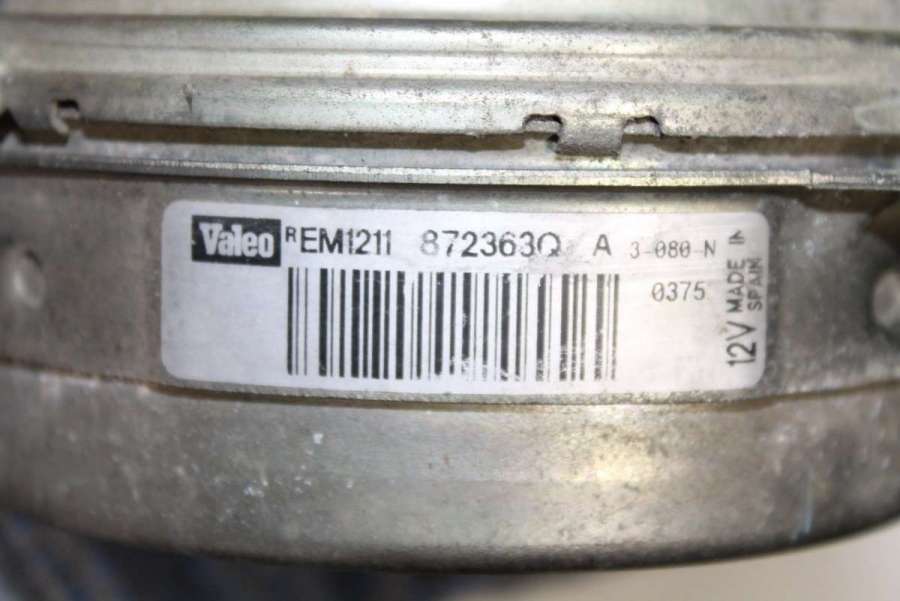 Valeo REM1211 872363Q A 3-080-N
0375
12V MADE IN
SPAIN